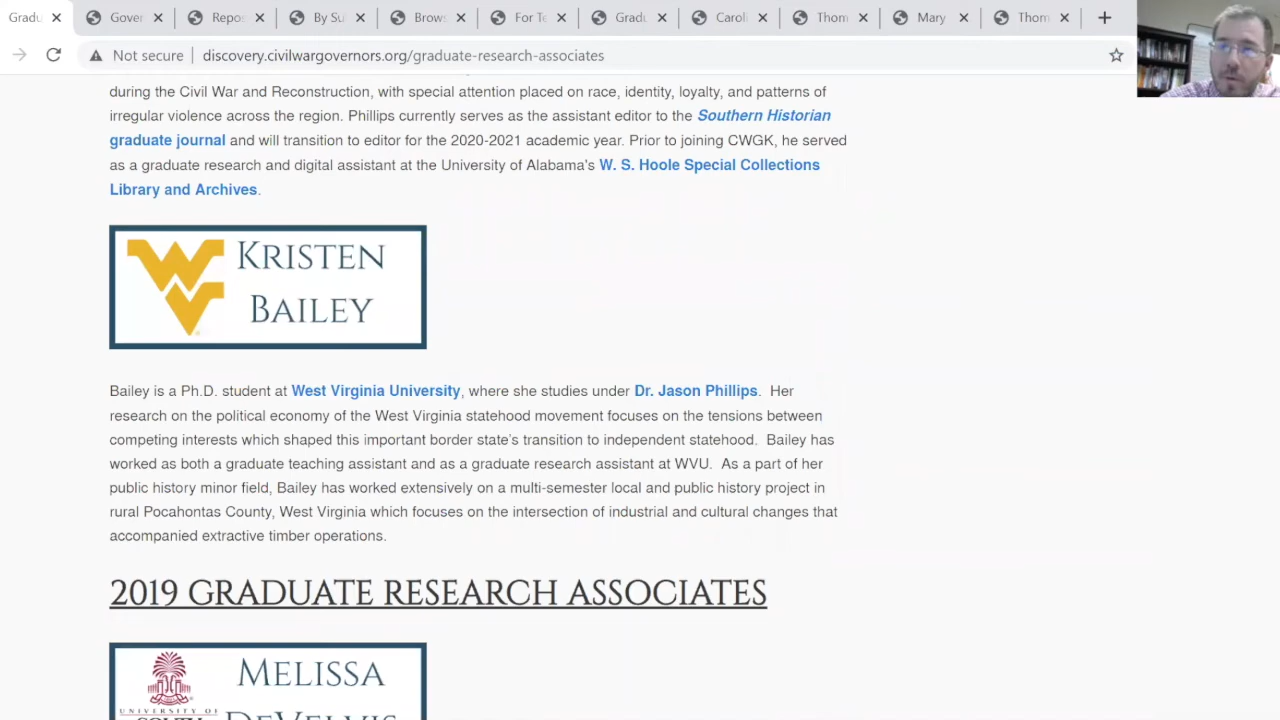 Gradu
Gover
Repos
By Su
Brows
For Te
Gradu
Caroli
Thom
Mary
Thom
Not secure
discovery.civilwargovernors.org/graduate-research-associates
during the Civil War and Reconstruction, with special attention placed on race, identity, loyalty, and patterns of
irregular violence across the region. Phillips currently serves as the assistant editor to the Southern Historian
graduate journal and will transition to editor for the 2020-2021 academic year. Prior to joining CWGK, he served
as a graduate research and digital assistant at the University of Alabama's W. S. Hoole Special Collections
Library and Archives.
WV
KRISTEN
BAILEY
Bailey is a Ph.D. student at West Virginia University, where she studies under Dr. Jason Phillips. Her
research on the political economy of the West Virginia statehood movement focuses on the tensions between
competing interests which shaped this important border state's transition to independent statehood. Bailey has
worked as both a graduate teaching assistant and as a graduate research assistant at WVU. As a part of her
public history minor field, Bailey has worked extensively on a multi-semester local and public history project in
rural Pocahontas County, West Virginia which focuses on the intersection of industrial and cultural changes that
accompanied extractive timber operations.
2019 GRADUATE RESEARCH ASSOCIATES
MELISSA
UNIVERSITY OF
SOUTH
DEVELVIS